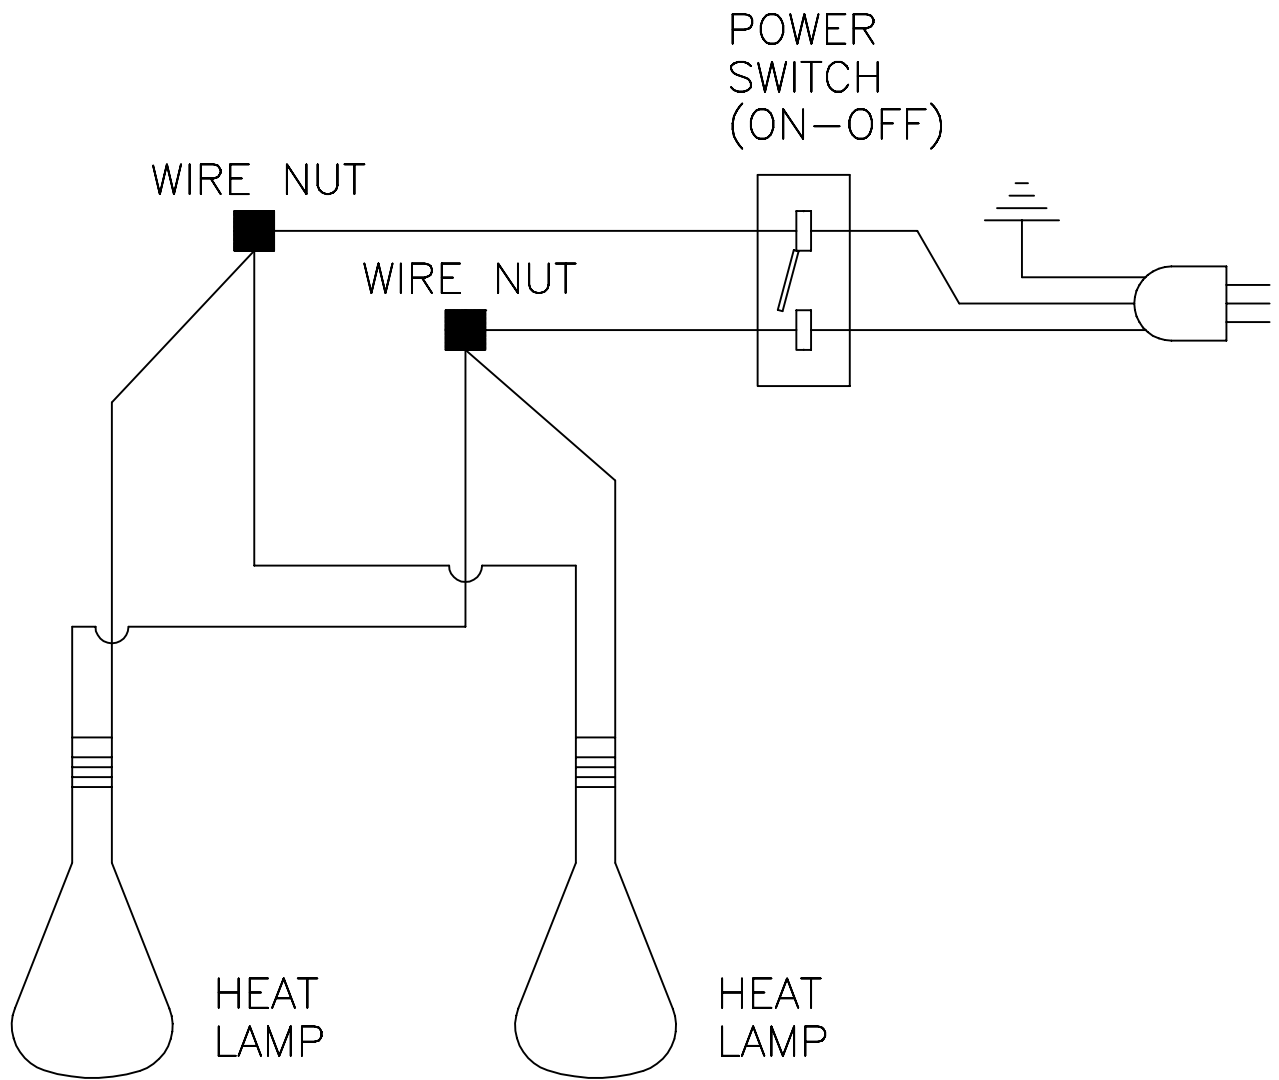 POWER
SWITCH
(ON-OFF)
WIRE NUT
WIRE NUT
HEAT
LAMP
HEAT
LAMP